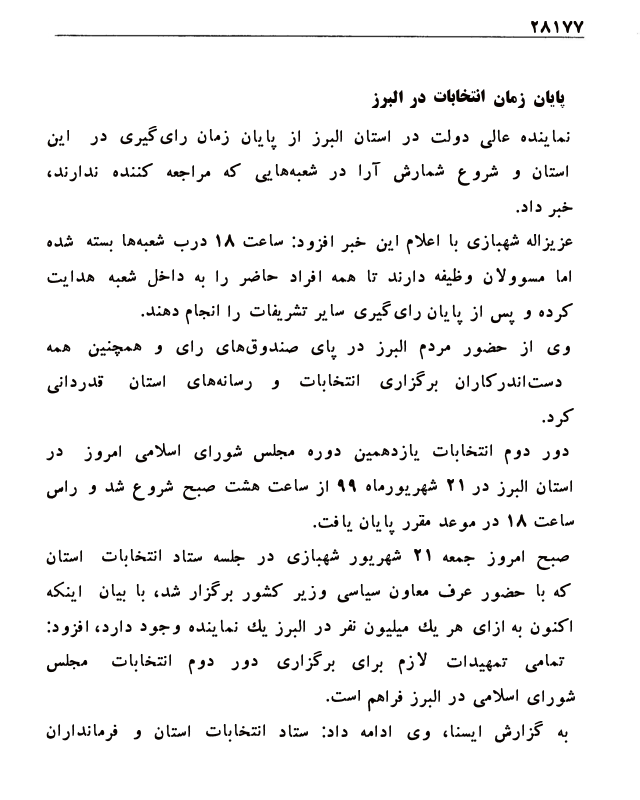 ۲۸۱۷۷
پایان زمان انتخابات در البرز
نماینده عالی دولت در استان البرز از پایان زمان رای‌گیری در این
استان و شروع شمارش آرا در شعبه‌هایی که مراجعه کننده ندارند،
خبر داد.
عزیزاله شهبازی با اعلام این خبر افزود: ساعت ۱۸ درب شعبه‌ها بسته شده
اما مسوولان وظیفه دارند تا همه افراد حاضر را به داخل شعبه هدایت
کرده و پس از پایان رای‌گیری سایر تشریفات را انجام دهند.
وی از حضور مردم البرز در پای صندوق‌های رای و همچنین همه
دست‌اندرکاران برگزاری انتخابات و رسانه‌های استان قدردانی
کرد.
دور دوم انتخابات یازدهمین دوره مجلس شورای اسلامی امروز در
استان البرز در ۲۱ شهریورماه ۹۹ از ساعت هشت صبح شروع شد و راس
ساعت ۱۸ در موعد مقرر پایان یافت.
صبح امروز جمعه ۲۱ شهریور شهبازی در جلسه ستاد انتخابات استان
که با حضور عرف معاون سیاسی وزیر کشور برگزار شد، با بیان اینکه
اکنون به ازای هر یك میلیون نفر در البرز یك نماینده وجود دارد، افزود:
تمامی تمهیدات لازم برای برگزاری دور دوم انتخابات مجلس
شورای اسلامی در البرز فراهم است.
به گزارش ایسنا، وی ادامه داد: ستاد انتخابات استان و فرمانداران